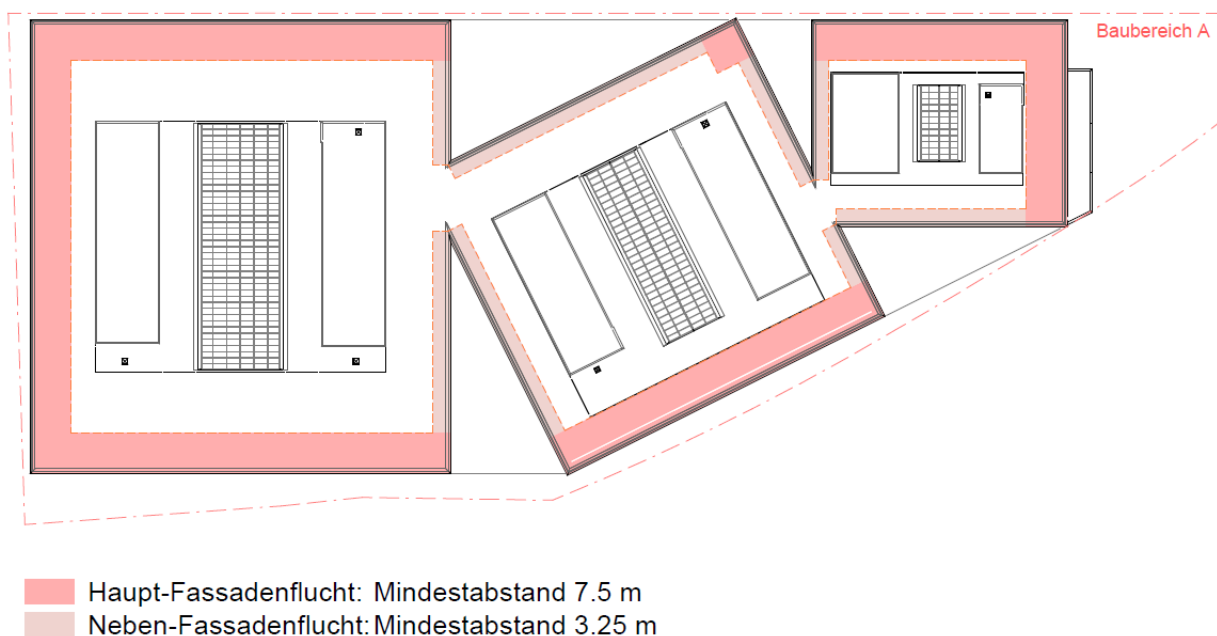 Baubereich A
Haupt-Fassadenflucht: Mindestabstand 7.5 m
Neben-Fassadenflucht: Mindestabstand 3.25 m